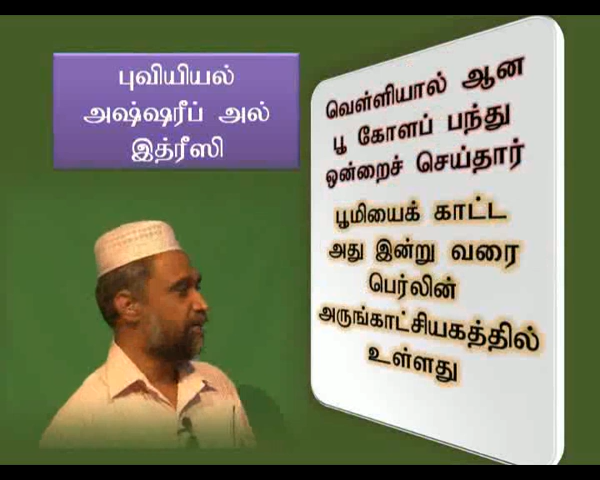 புவியியல்
அஷ்ஷரீப் அல்
இத்ரீஸி
வெள்ளியால் ஆன
பூ கோளப் பந்து
ஒன்றைச் செய்தார்
பூமியைக் காட்ட
அது இன்று வரை
பெர்லின்
அருங்காட்சியகத்தில்
உள்ளது